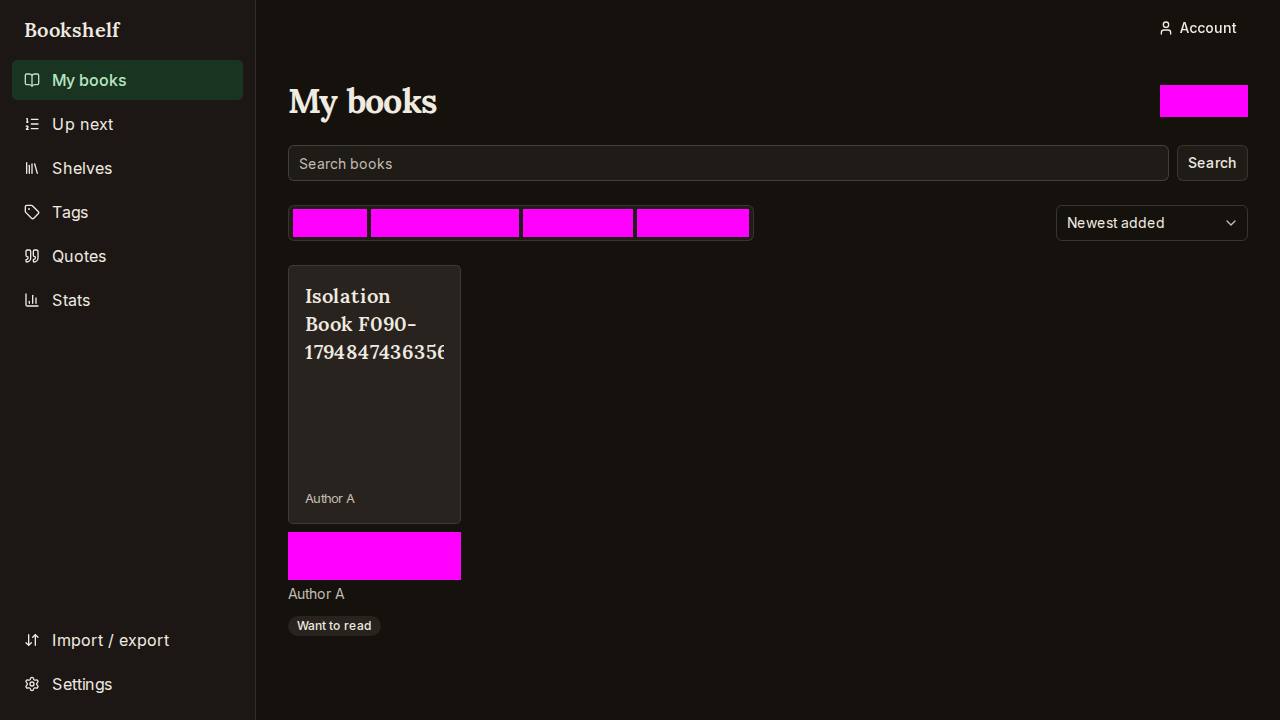 Bookshelf
Account
My books
Up next
Shelves
Tags
Quotes
Stats
Import / export
Settings
My books
Search books
Search
Newest added
Isolation
Book F090-
1794847436356
Author A
Author A
Want to read